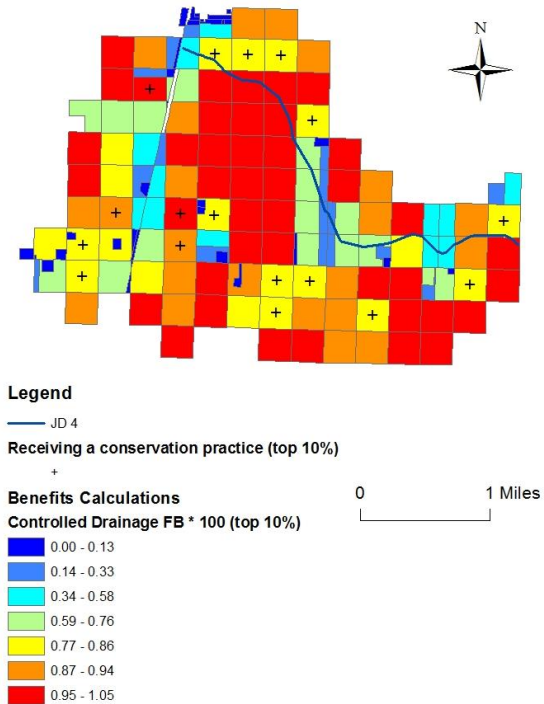 N
Legend
JD 4
Receiving a conservation practice (top 10%)
Benefits Calculations
Controlled Drainage FB * 100 (top 10%)
0.00 - 0.13
0.14 - 0.33
0.34 - 0.58
0.59 - 0.76
0.77 - 0.86
0.87 - 0.94
0.95 - 1.05
0 1 Miles